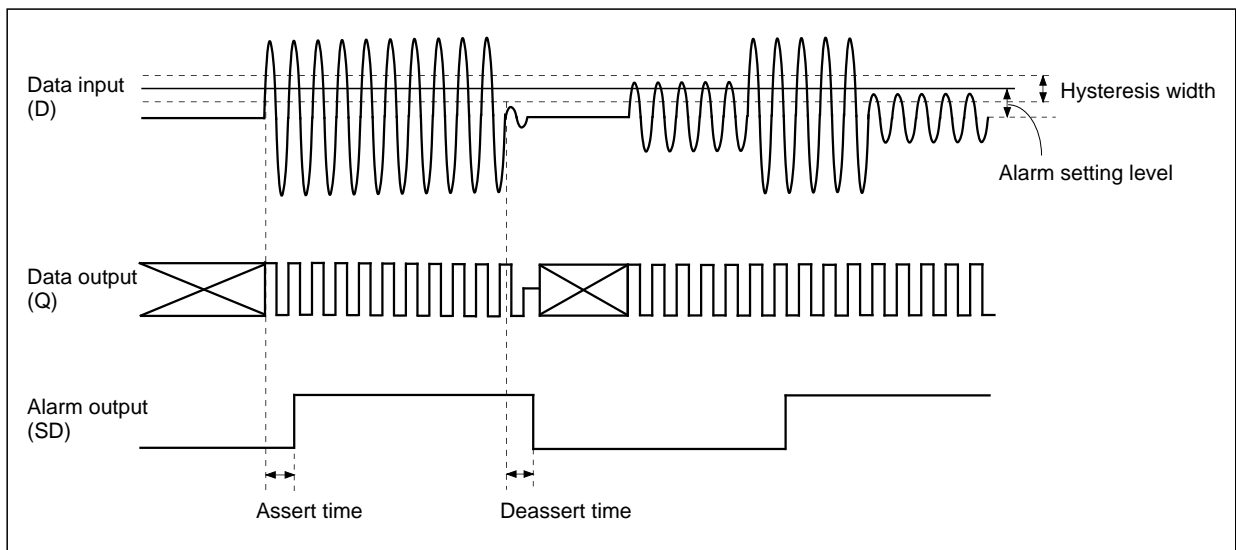 Data input
(D)
Hysteresis width
Alarm setting level
Data output
(Q)
Alarm output
(SD)
Assert time
Deassert time